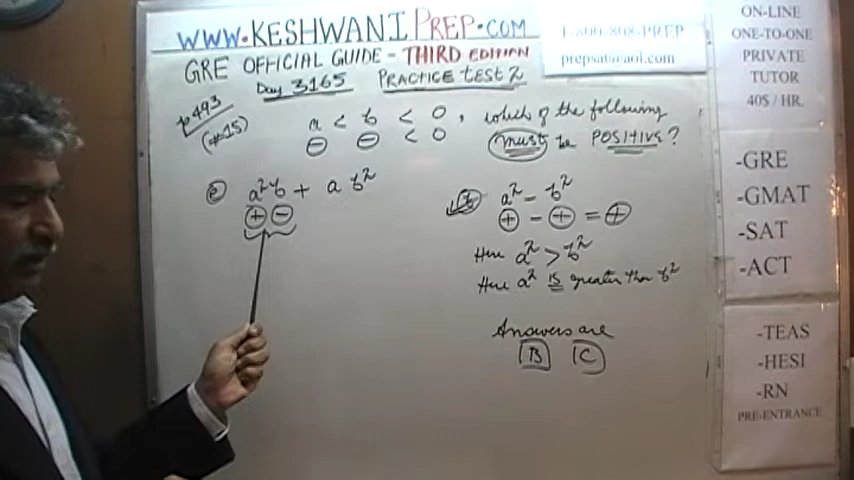 WWW.KESHWANIPREP.COM
GRE OFFICIAL GUIDE - THIRD EDITION
Day 3165 PRACTICE test 2
1-800-808-PREP
prepsat@aol.com
p493
(#15)
a < b < 0, which of the following
⊖ ⊖ < 0 must be POSITIVE?
a²b + a b²
⊕ ⊖
a² - b²
⊕ - ⊕ = ⊕
Here a² > b²
Here a² IS greater than b²
Answers are
B C
ON-LINE
ONE-TO-ONE
PRIVATE
TUTOR
40$ / HR.
-GRE
-GMAT
-SAT
-ACT
-TEAS
-HESI
-RN
PRE-ENTRANCE